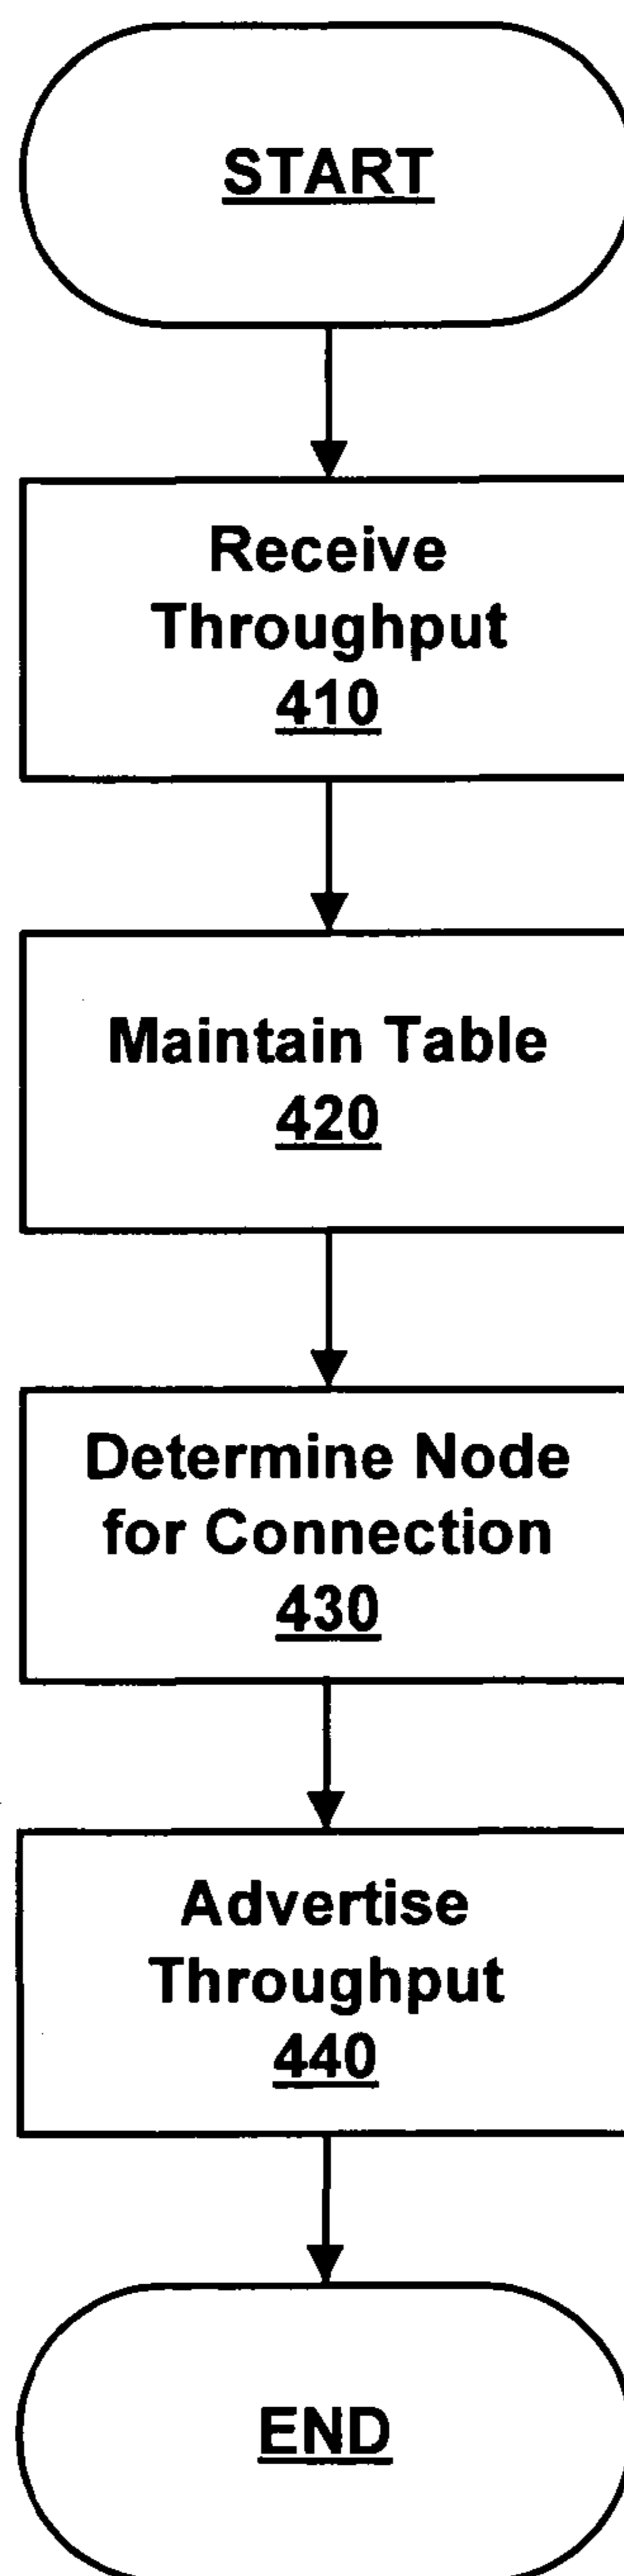 START
Receive
Throughput
410
Maintain Table
420
Determine Node
for Connection
430
Advertise
Throughput
440
END